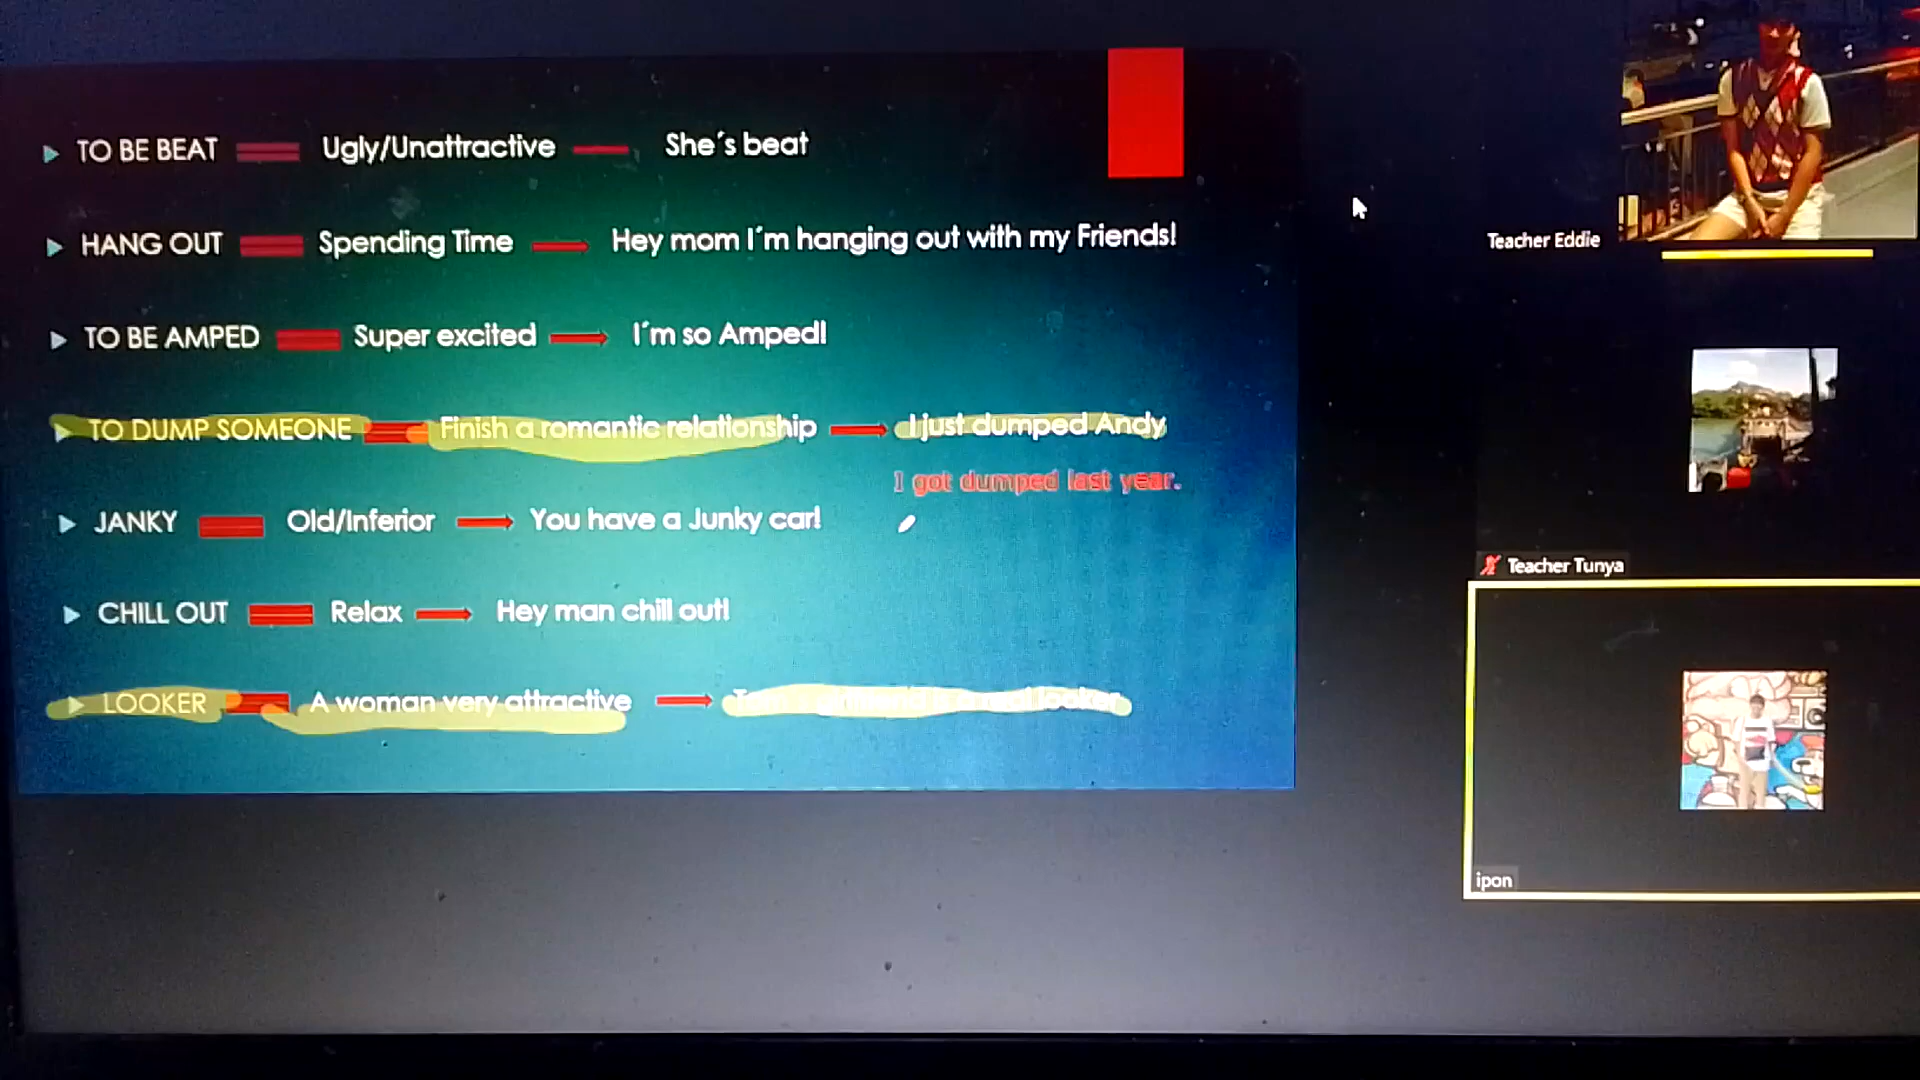 TO BE BEAT Ugly/Unattractive She´s beat
HANG OUT Spending Time Hey mom I´m hanging out with my Friends!
TO BE AMPED Super excited I´m so Amped!
TO DUMP SOMEONE Finish a romantic relationship I just dumped Andy
I got dumped last year.
JANKY Old/Inferior You have a Junky car!
CHILL OUT Relax Hey man chill out!
LOOKER A woman very attractive looker
Teacher Eddie
Teacher Tunya
ipon